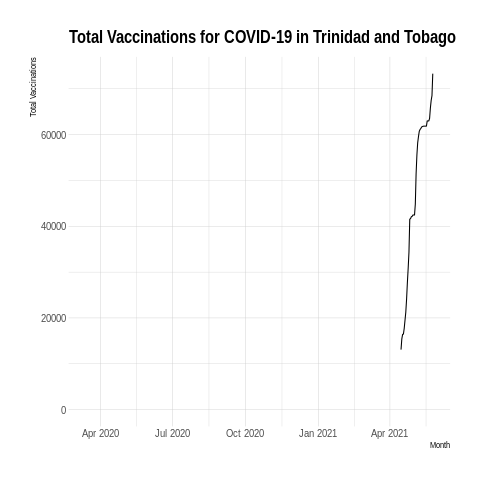 Total Vaccinations for COVID-19 in Trinidad and Tobago
Total Vaccinations
60000
40000
20000
0
Apr 2020 Jul 2020 Oct 2020 Jan 2021 Apr 2021
Month